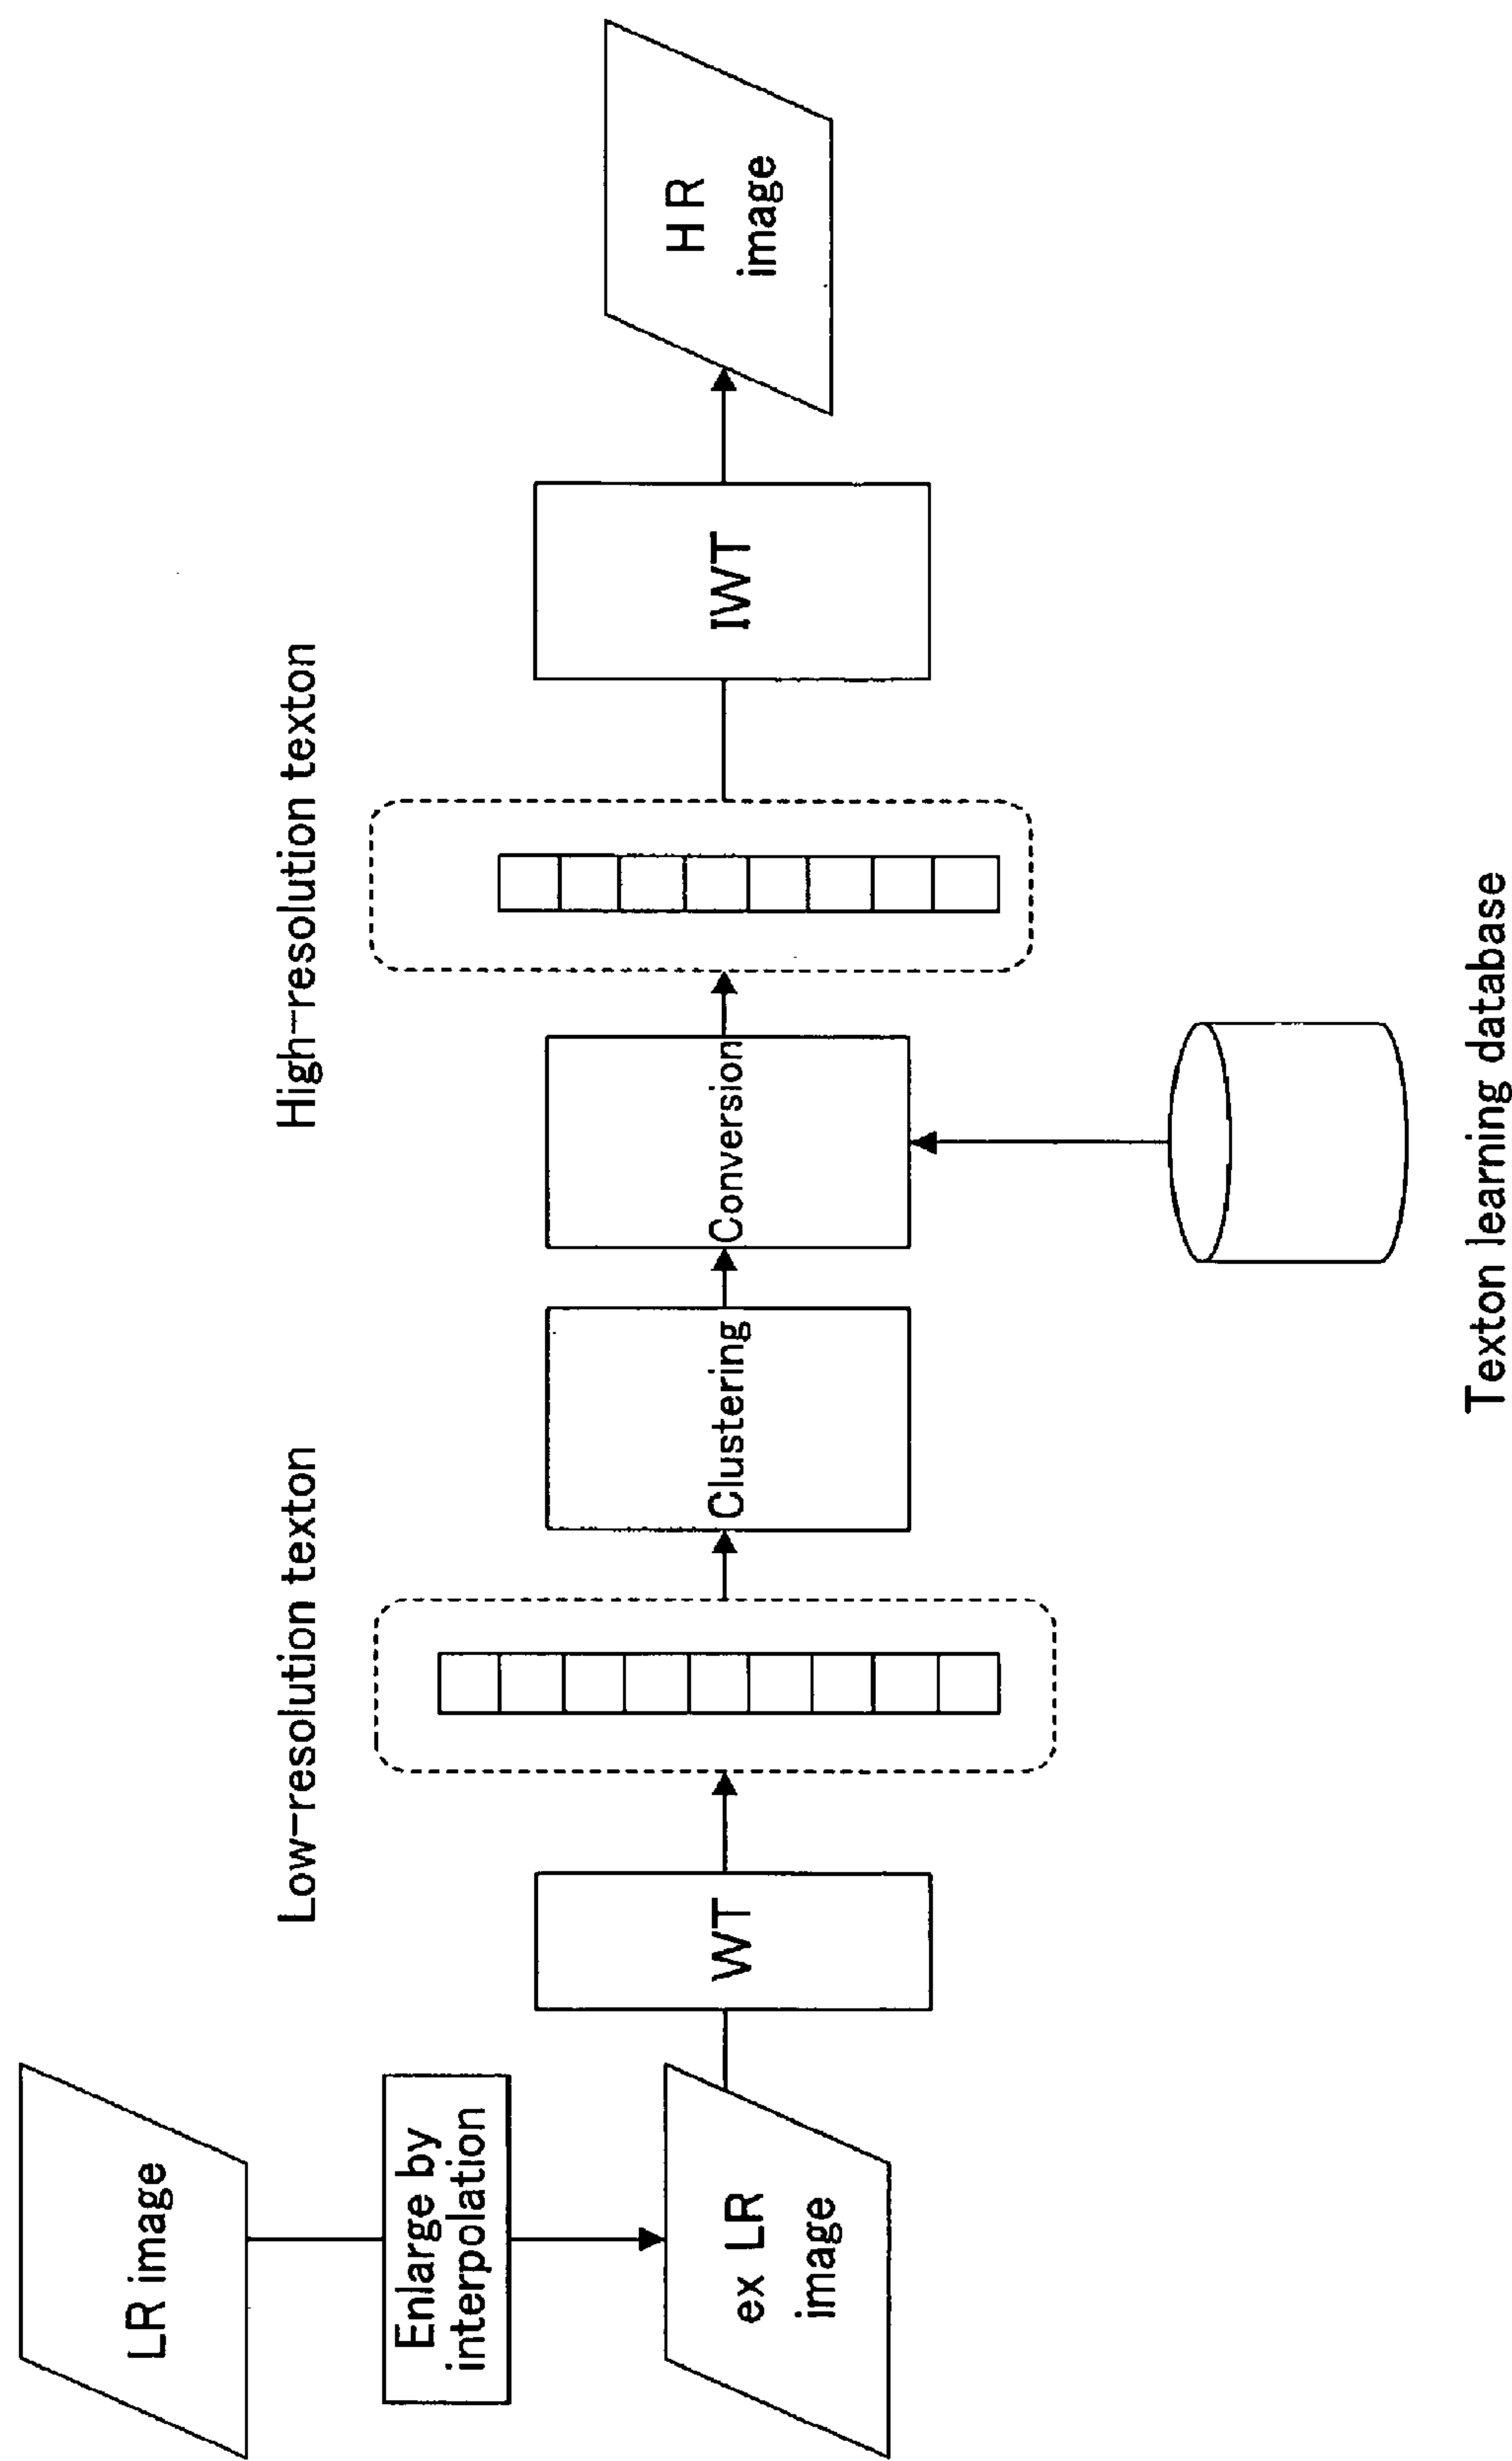 LR image
Enlarge by
interpolation
ex LR
image
WT
Low-resolution texton
Clustering
Conversion
Texton learning database
High-resolution texton
IWT
HR
image